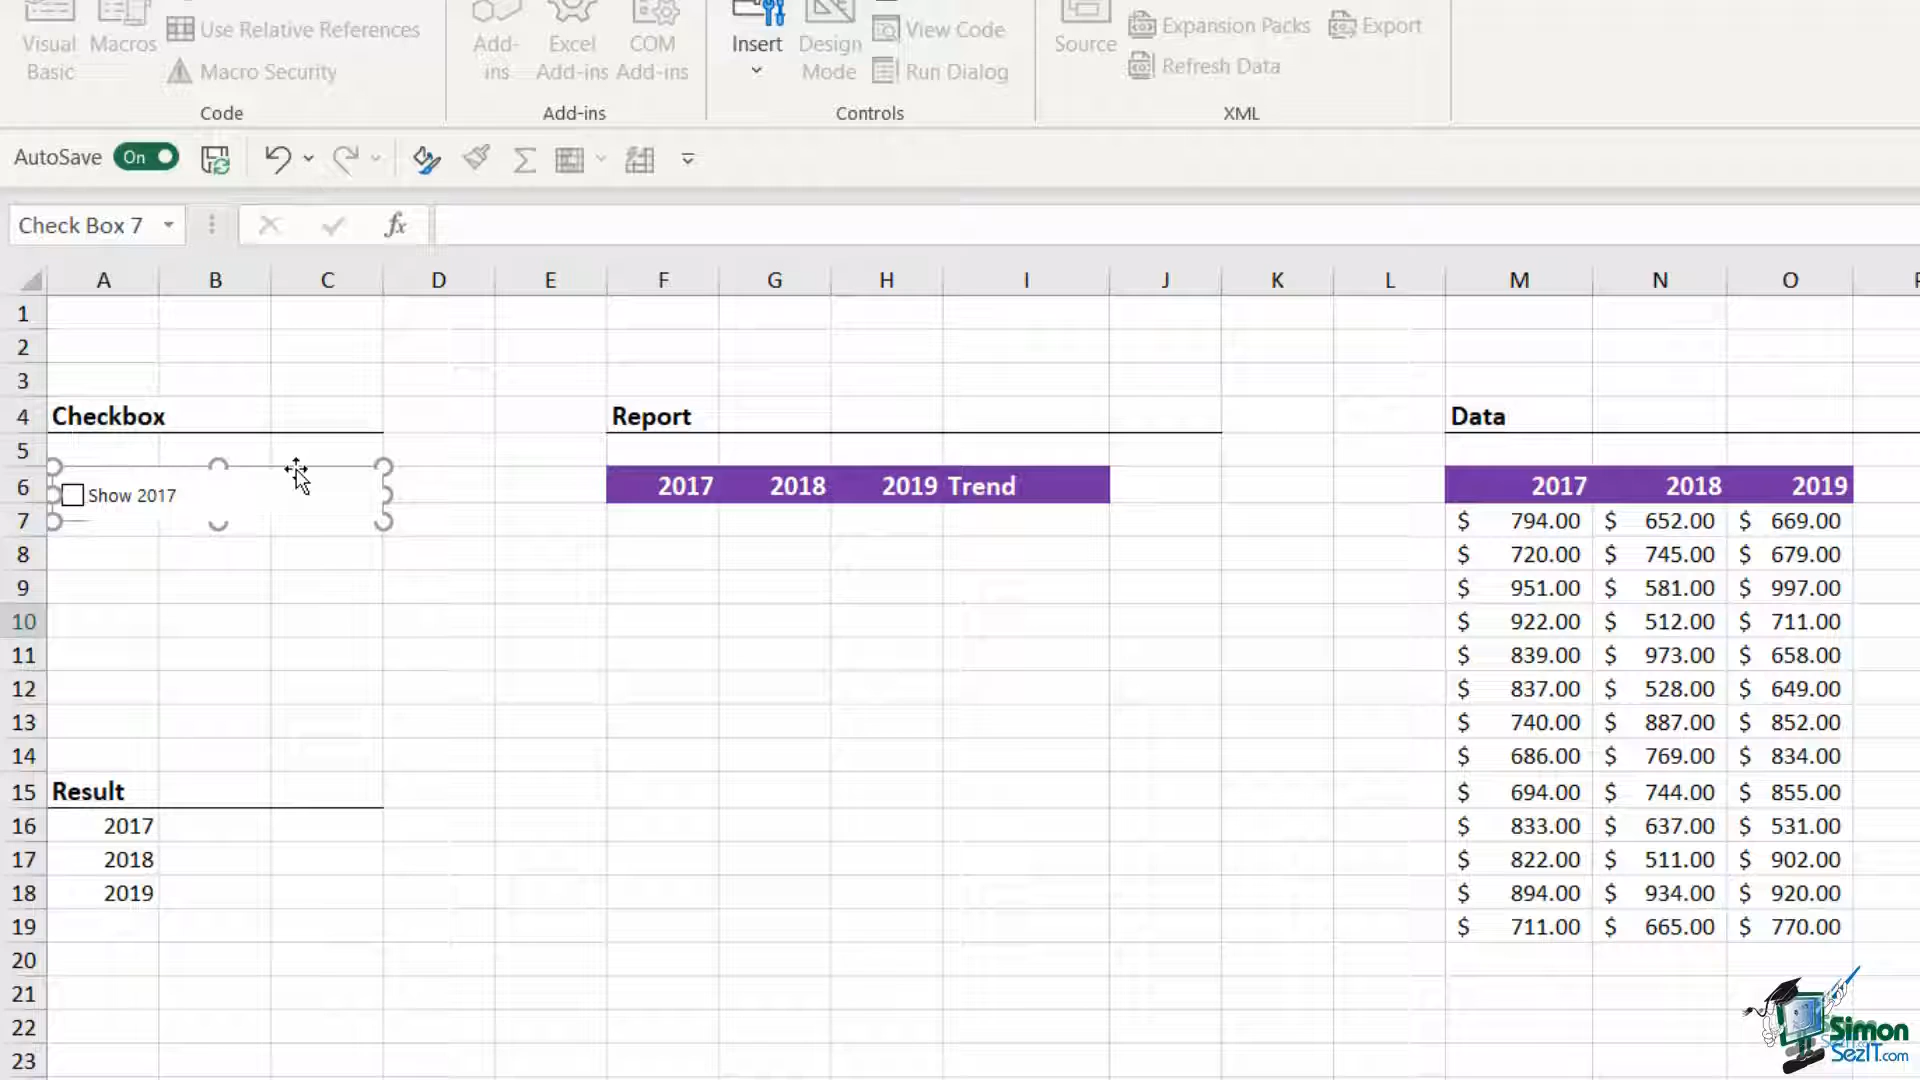 Visual Basic
Macros
Use Relative References
Macro Security
Code
Add-ins
Excel Add-ins
COM Add-ins
Add-ins
Insert
Design Mode
View Code
Run Dialog
Controls
Source
Expansion Packs
Export
Refresh Data
XML
AutoSave On
Check Box 7 fx
A B C D E F G H I J K L M N O
1
2
3
4 Checkbox Report Data
5
6 Show 2017 2017 2018 2019 Trend 2017 2018 2019
7 $ 794.00 $ 652.00 $ 669.00
8 $ 720.00 $ 745.00 $ 679.00
9 $ 951.00 $ 581.00 $ 997.00
10 $ 922.00 $ 512.00 $ 711.00
11 $ 839.00 $ 973.00 $ 658.00
12 $ 837.00 $ 528.00 $ 649.00
13 $ 740.00 $ 887.00 $ 852.00
14 $ 686.00 $ 769.00 $ 834.00
15 Result $ 694.00 $ 744.00 $ 855.00
16 2017 $ 833.00 $ 637.00 $ 531.00
17 2018 $ 822.00 $ 511.00 $ 902.00
18 2019 $ 894.00 $ 934.00 $ 920.00
19 $ 711.00 $ 665.00 $ 770.00
20
21
22
23
Simon
SezIT.com